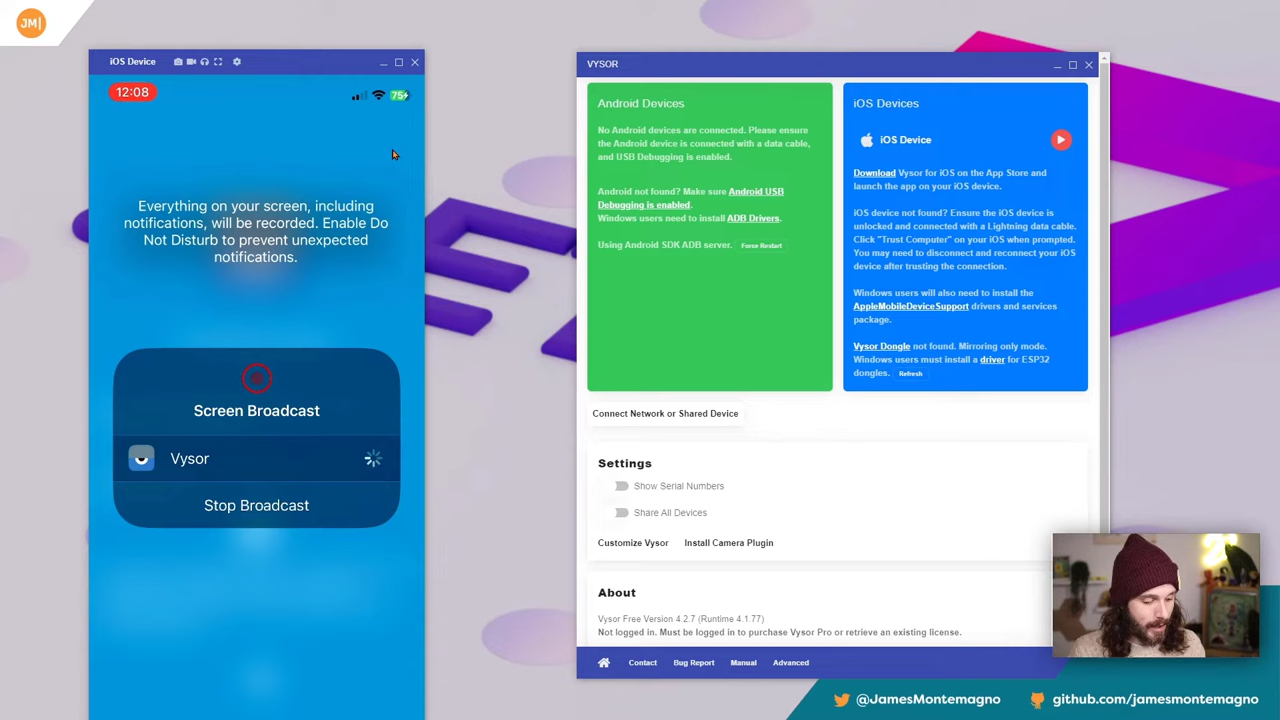 JM|
iOS Device
12:08
75
Everything on your screen, including
notifications, will be recorded. Enable Do
Not Disturb to prevent unexpected
notifications.
Screen Broadcast
Vysor
Stop Broadcast
VYSOR
Android Devices
No Android devices are connected. Please ensure
the Android device is connected with a data cable,
and USB Debugging is enabled.
Android not found? Make sure Android USB
Debugging is enabled.
Windows users need to install ADB Drivers.
Using Android SDK ADB server. Force Restart
iOS Devices
iOS Device
Download Vysor for iOS on the App Store and
launch the app on your iOS device.
iOS device not found? Ensure the iOS device is
unlocked and connected with a Lightning data cable.
Click "Trust Computer" on your iOS when prompted.
You may need to disconnect and reconnect your iOS
device after trusting the connection.
Windows users will also need to install the
AppleMobileDeviceSupport drivers and services
package.
Vysor Dongle not found. Mirroring only mode.
Windows users must install a driver for ESP32
dongles. Refresh
Connect Network or Shared Device
Settings
Show Serial Numbers
Share All Devices
Customize Vysor Install Camera Plugin
About
Vysor Free Version 4.2.7 (Runtime 4.1.77)
Not logged in. Must be logged in to purchase Vysor Pro or retrieve an existing license.
Contact Bug Report Manual Advanced
@JamesMontemagno github.com/jamesmontemagno